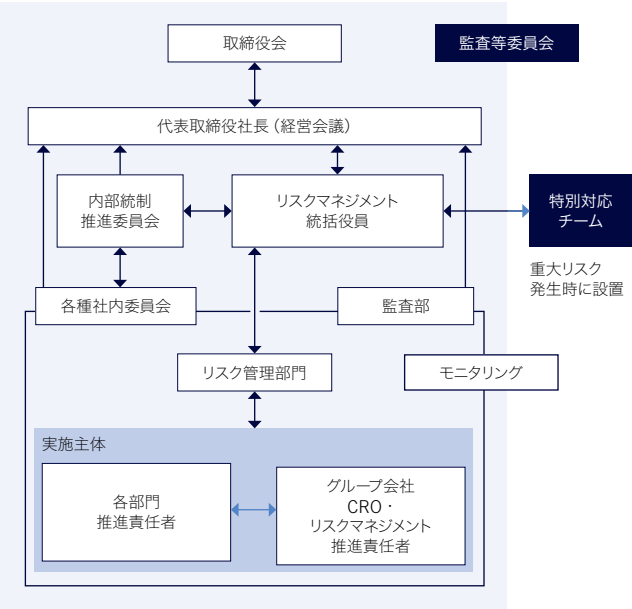 取締役会
監査等委員会
代表取締役社長（経営会議）
内部統制
推進委員会
リスクマネジメント
統括役員
特別対応
チーム
重大リスク
発生時に設置
各種社内委員会
監査部
リスク管理部門
モニタリング
実施主体
各部門
推進責任者
グループ会社
CRO・
リスクマネジメント
推進責任者